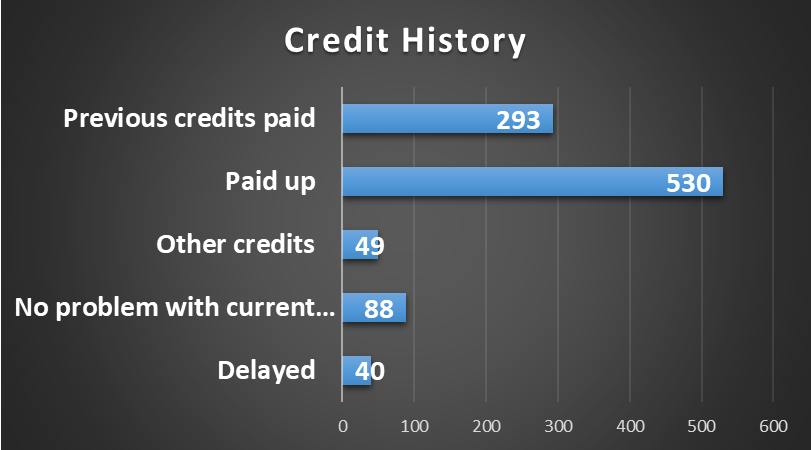 Credit History
Previous credits paid 293
Paid up 530
Other credits 49
No problem with current... 88
Delayed 40
0 100 200 300 400 500 600